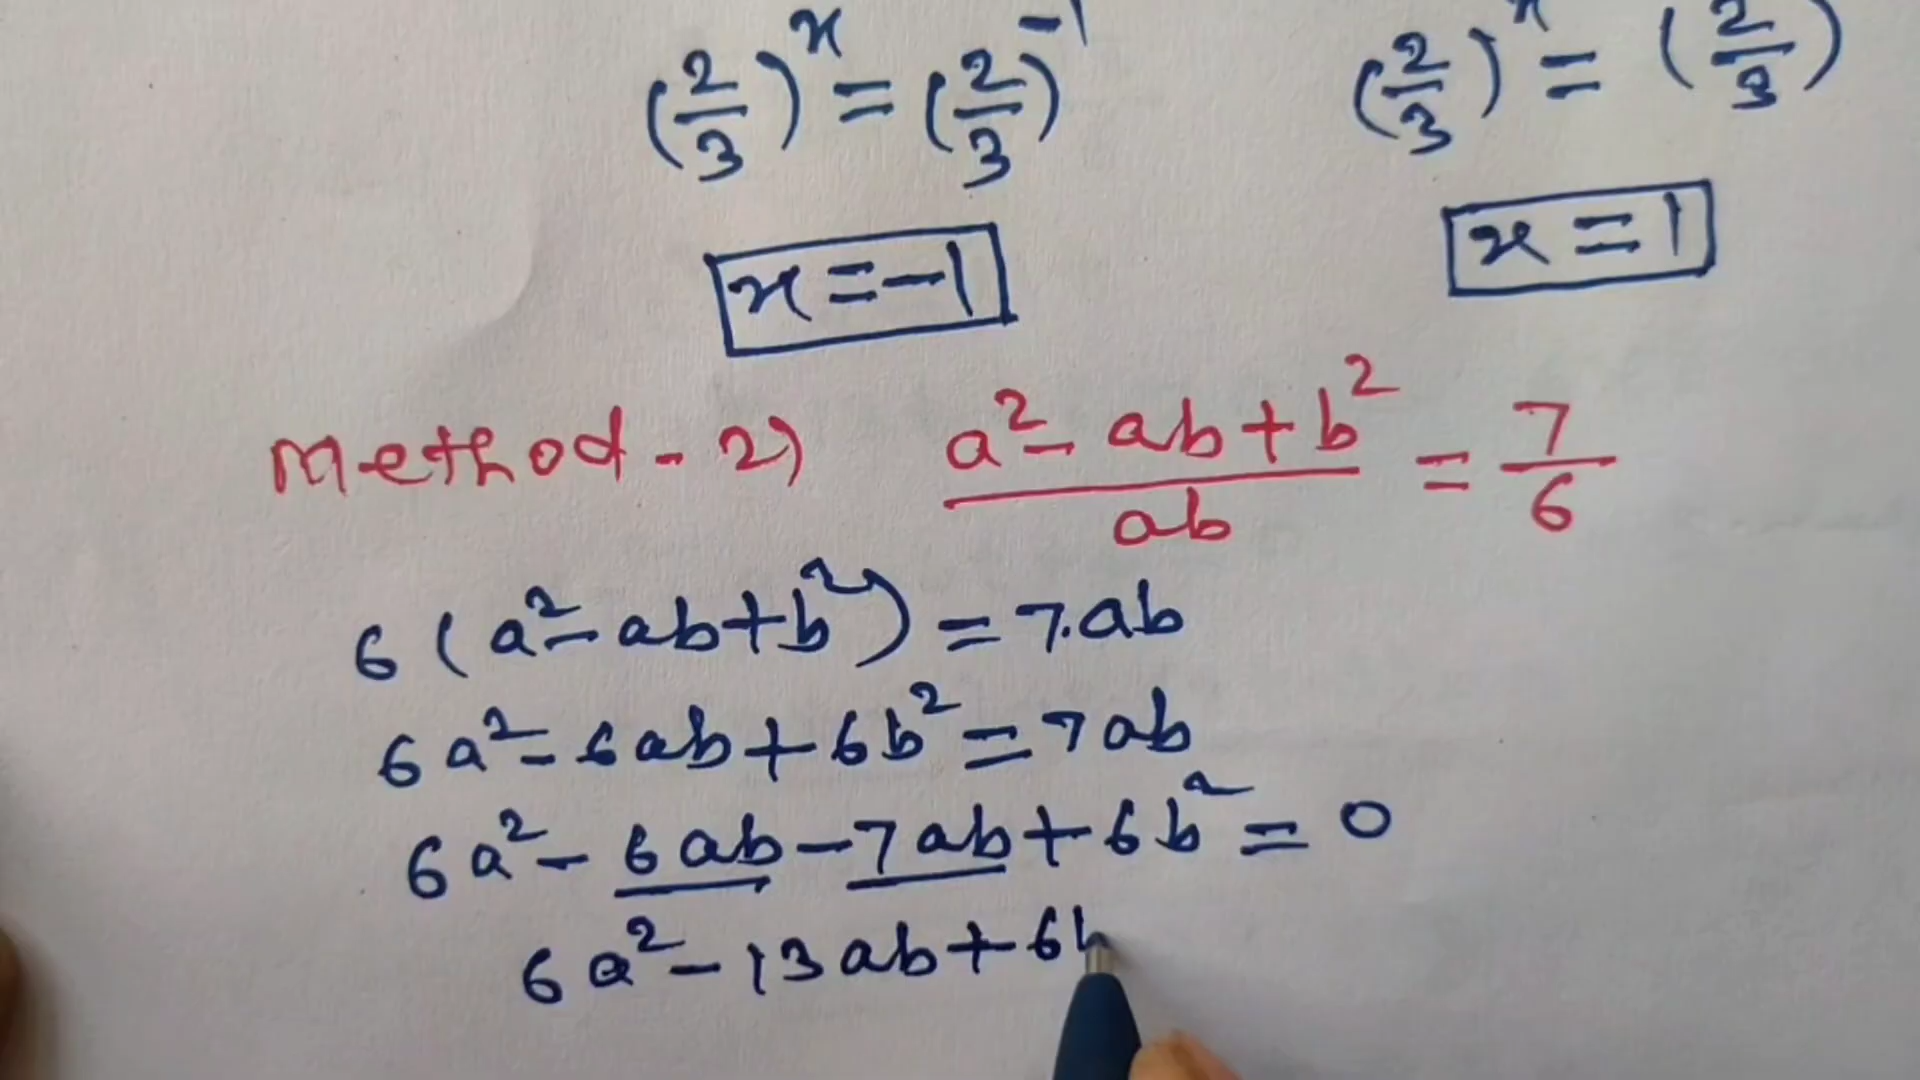 (2/3)^x = (2/3)^-1 (2/3)^x = (2/3)
x = -1 x = 1
Method - 2) (a² - ab + b²)/ab = 7/6
6(a² - ab + b²) = 7.ab
6a² - 6ab + 6b² = 7ab
6a² - 6ab - 7ab + 6b² = 0
6a² - 13ab + 6b